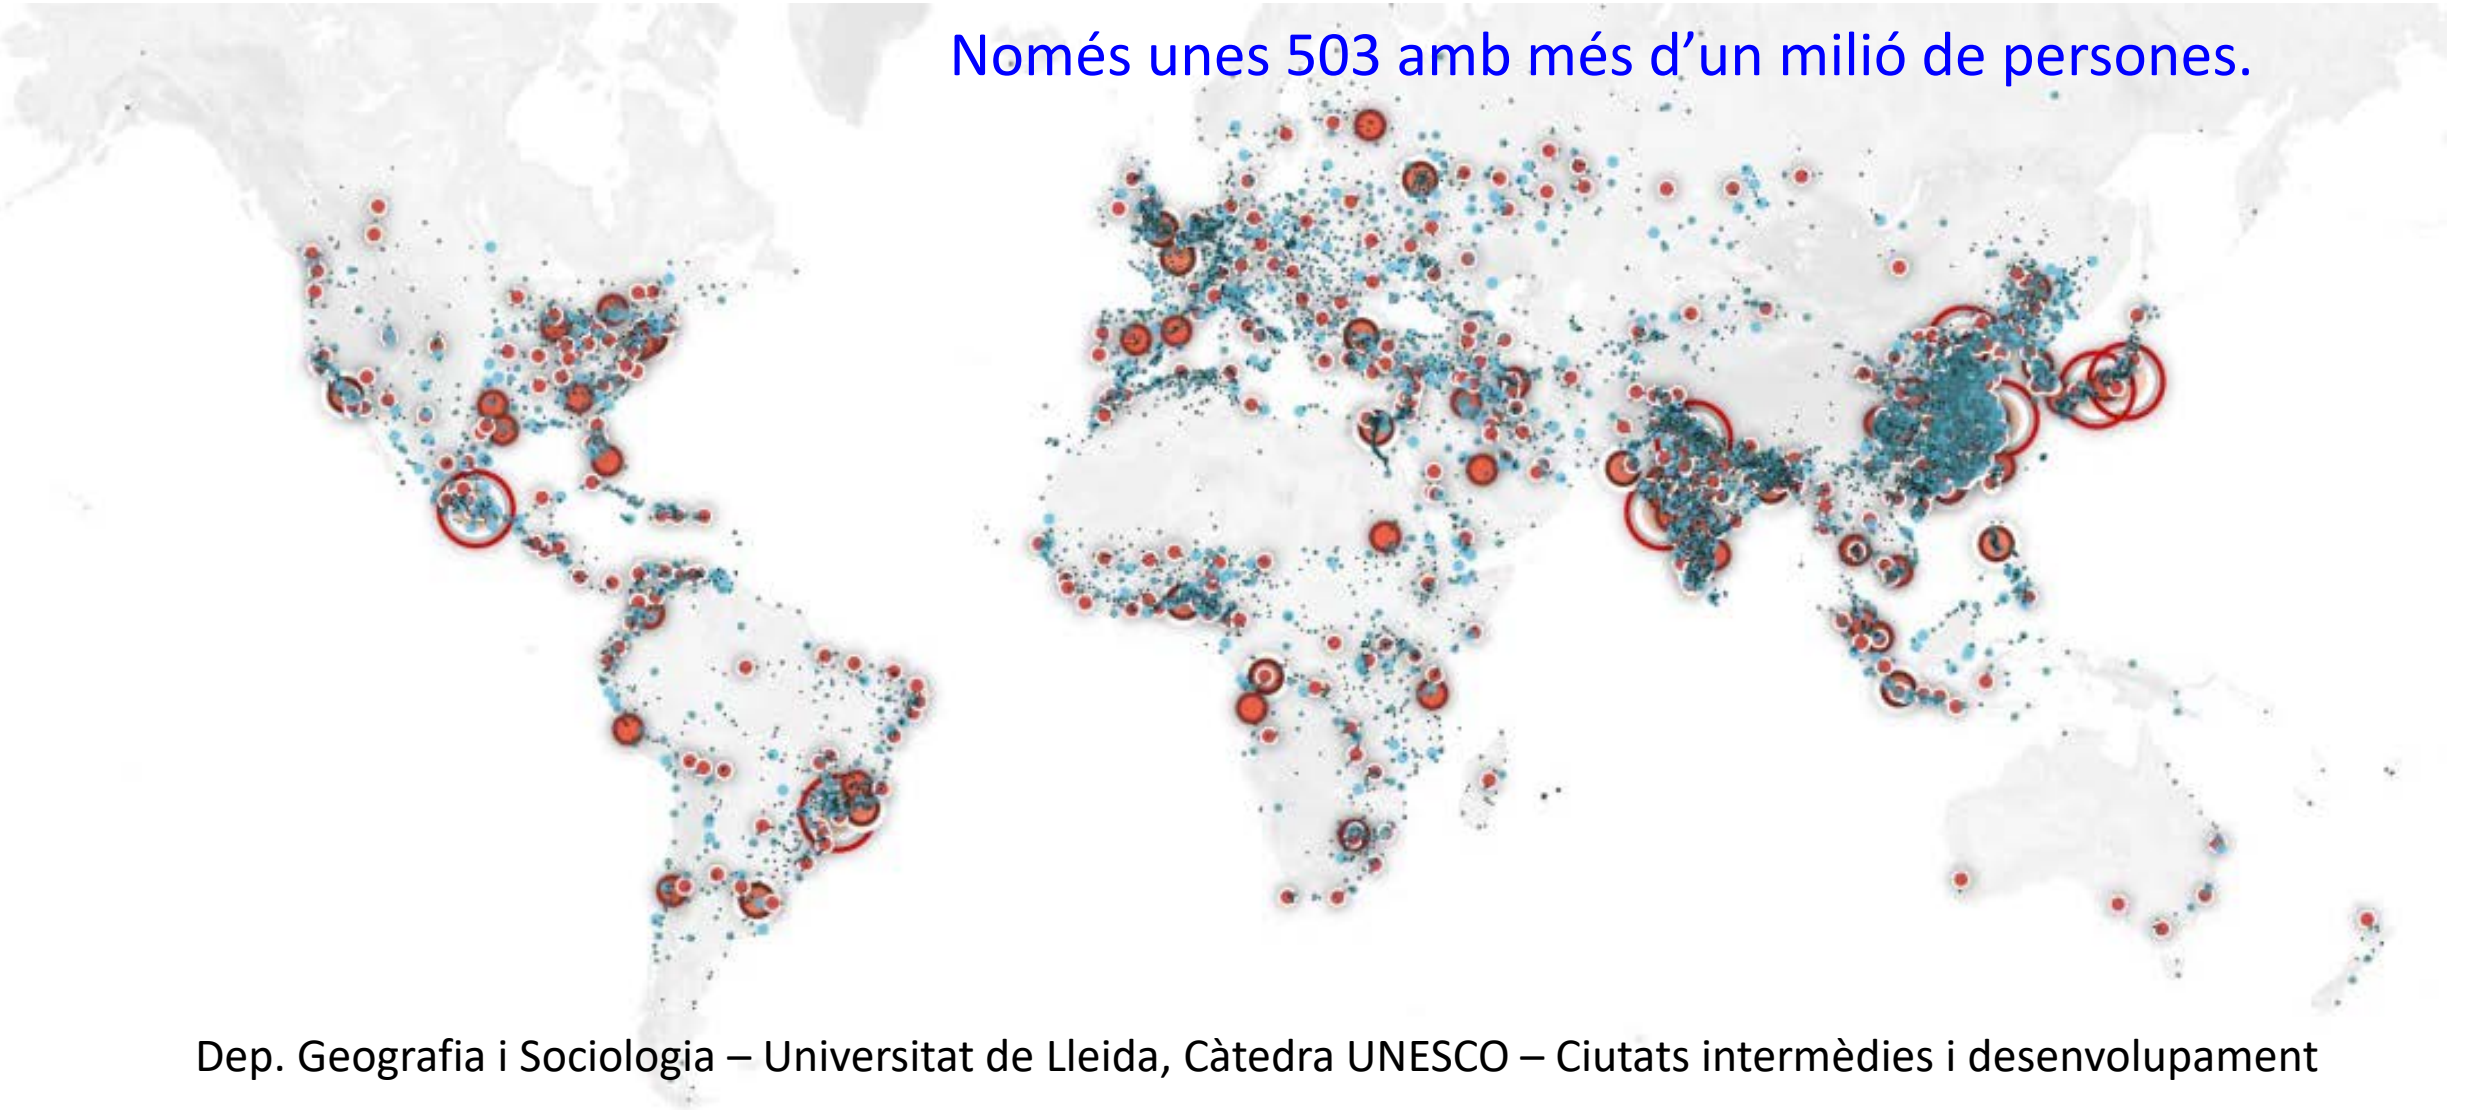 Només unes 503 amb més d’un milió de persones.
Dep. Geografia i Sociologia – Universitat de Lleida, Càtedra UNESCO – Ciutats intermèdies i desenvolupament